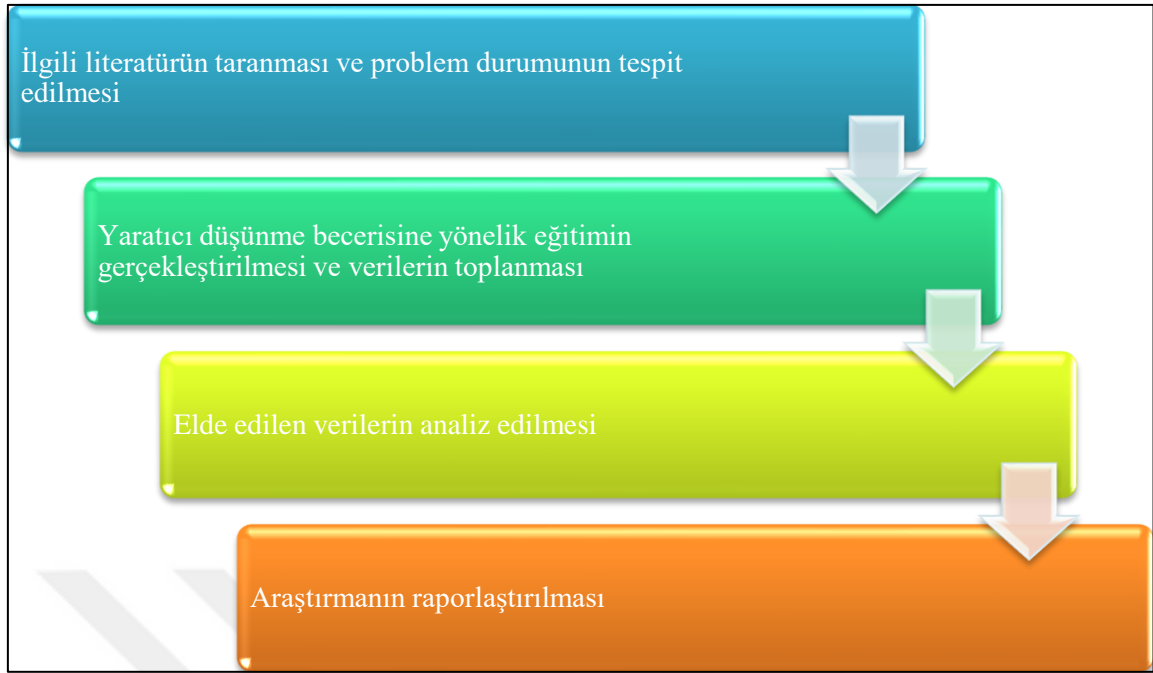 İlgili literatürün taranması ve problem durumunun tespit
edilmesi
Yaratıcı düşünme becerisine yönelik eğitimin
gerçekleştirilmesi ve verilerin toplanması
Elde edilen verilerin analiz edilmesi
Araştırmanın raporlaştırılması